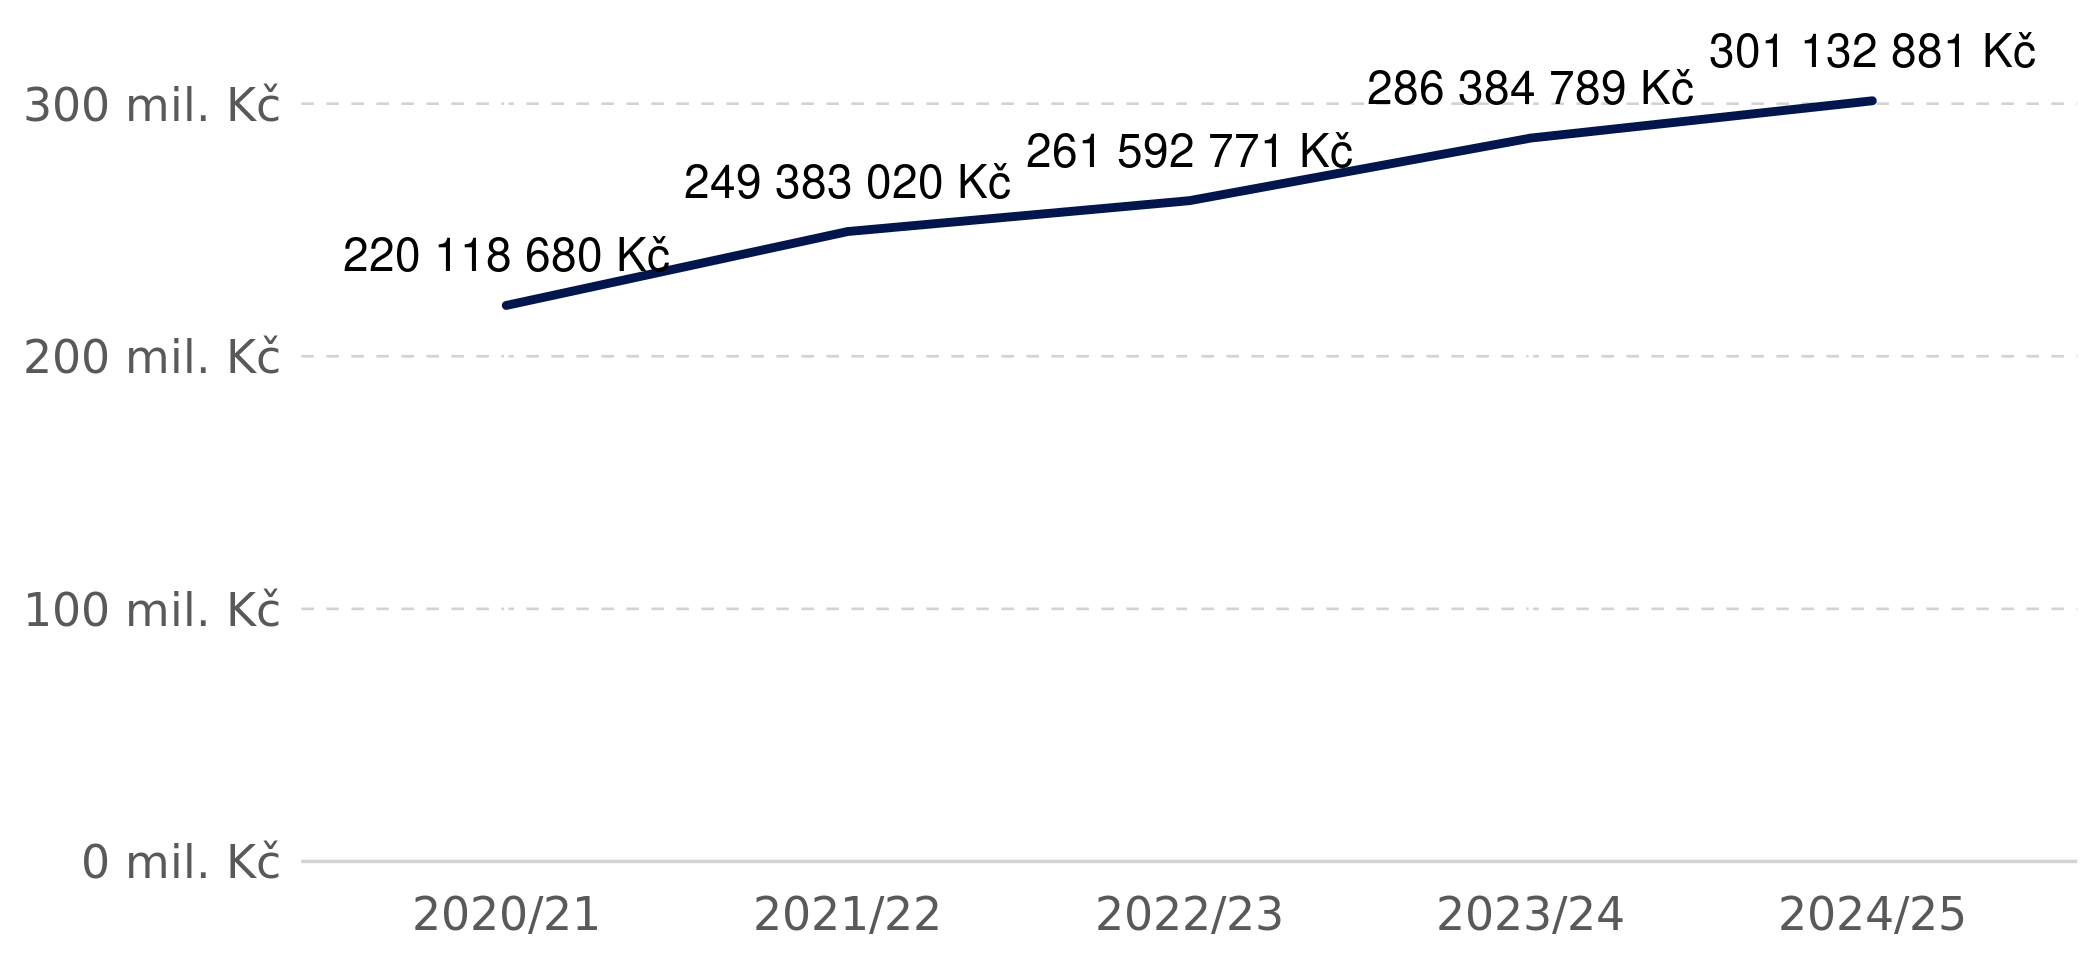 301 132 881 Kč
286 384 789 Kč
300 mil. Kč
261 592 771 Kč
249 383 020 Kč
220 118 680 Kč
200 mil. Kč
100 mil. Kč
0 mil. Kč
2020/21 2021/22 2022/23 2023/24 2024/25